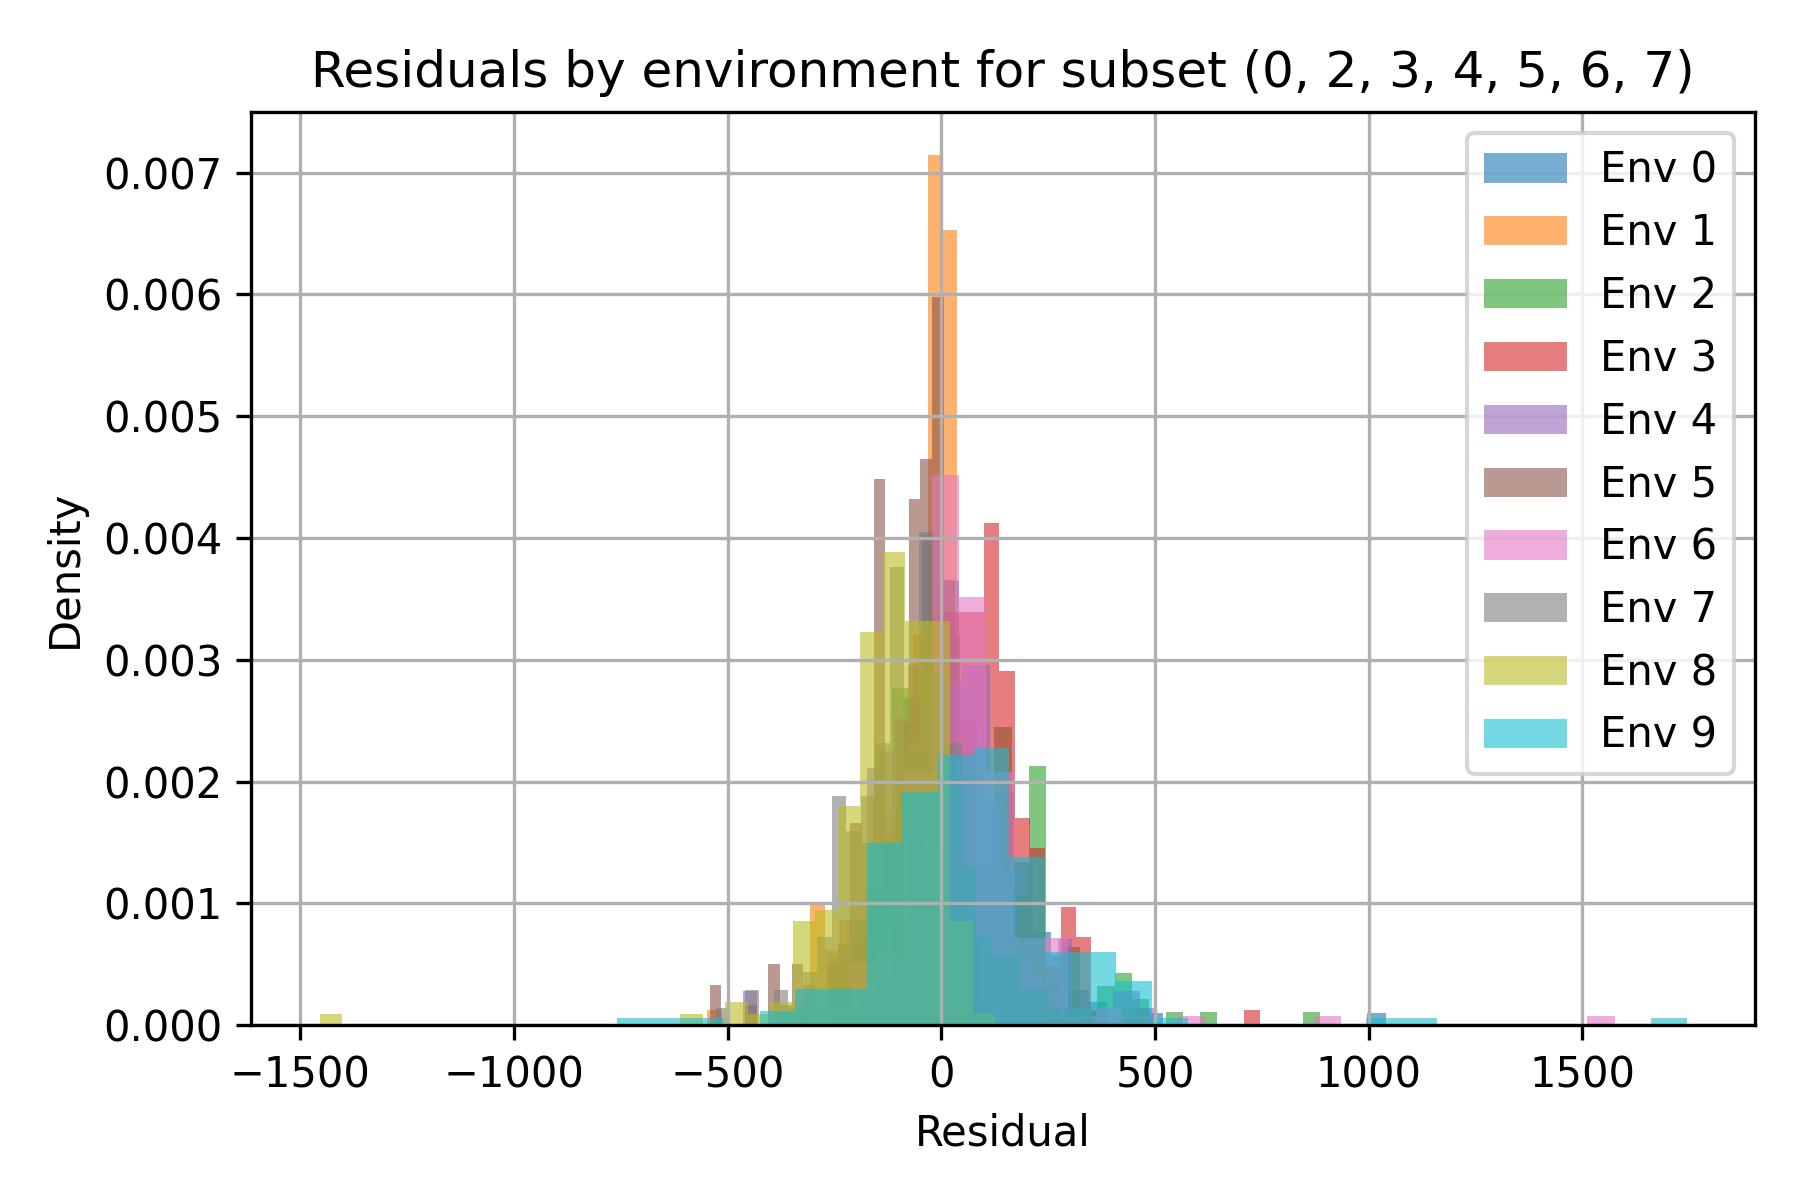 Residuals by environment for subset (0, 2, 3, 4, 5, 6, 7)
0.007
0.006
0.005
0.004
0.003
0.002
0.001
0.000
Density
Env 0
Env 1
Env 2
Env 3
Env 4
Env 5
Env 6
Env 7
Env 8
Env 9
−1500
−1000
−500
0
500
1000
1500
Residual